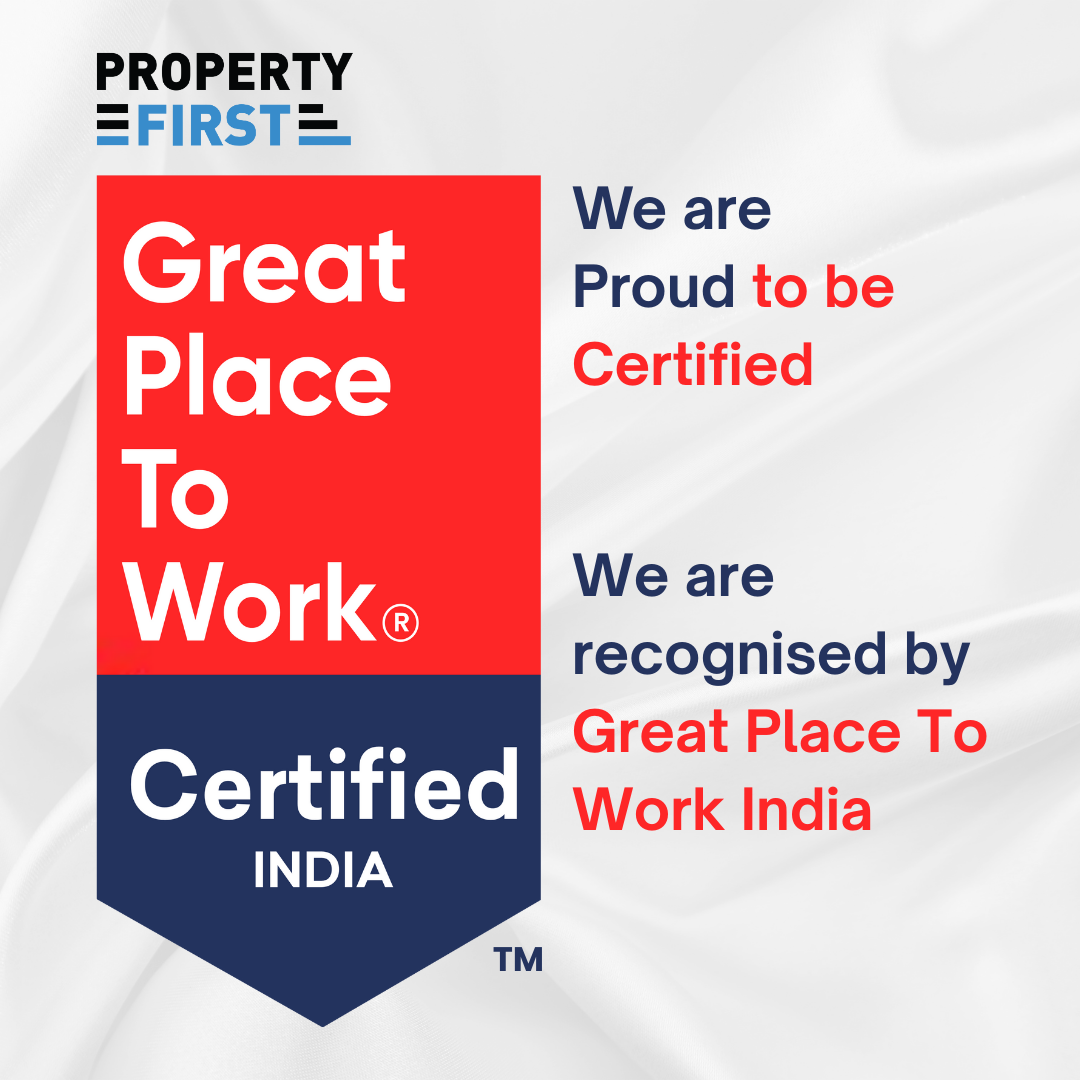 PROPERTY
FIRST
Great
Place
To
Work®
Certified
INDIA
TM
We are
Proud to be
Certified
We are
recognised by
Great Place To
Work India